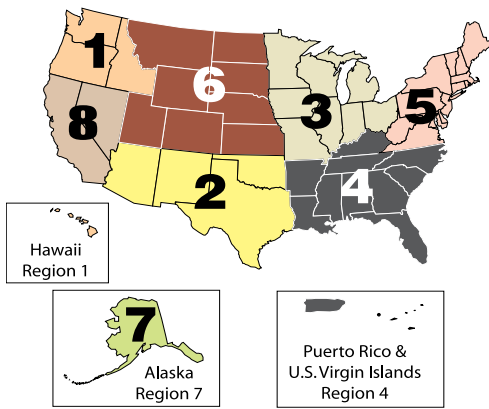 1
6
3
5
8
4
2
Hawaii
Region 1
7
Alaska
Region 7
Puerto Rico &
U.S. Virgin Islands
Region 4